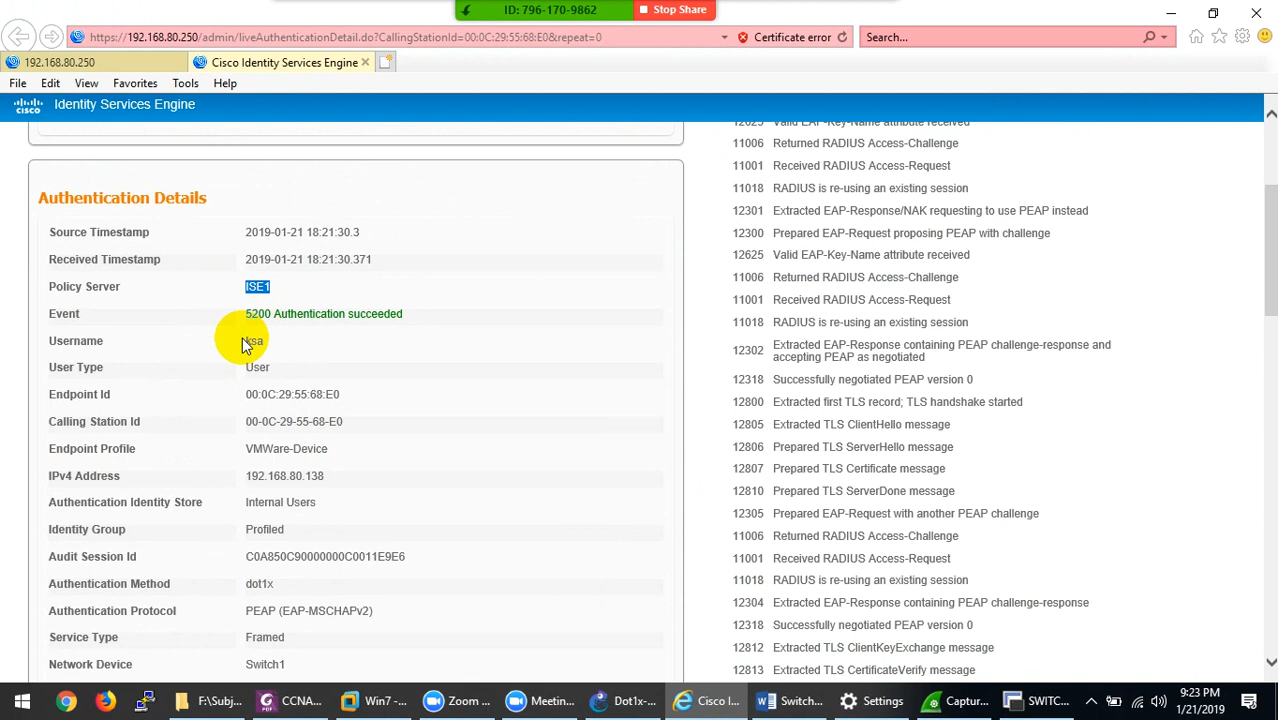 ID: 796-170-9862
Stop Share
https://192.168.80.250/admin/liveAuthenticationDetail.do?CallingStationId=00:0C:29:55:68:E0&repeat=0
Certificate error
Search...
192.168.80.250
Cisco Identity Services Engine
File Edit View Favorites Tools Help
CISCO Identity Services Engine
Authentication Details
Source Timestamp 2019-01-21 18:21:30.3
Received Timestamp 2019-01-21 18:21:30.371
Policy Server ISE1
Event 5200 Authentication succeeded
Username
User Type User
Endpoint Id 00:0C:29:55:68:E0
Calling Station Id 00-0C-29-55-68-E0
Endpoint Profile VMWare-Device
IPv4 Address 192.168.80.138
Authentication Identity Store Internal Users
Identity Group Profiled
Audit Session Id C0A850C90000000C0011E9E6
Authentication Method dot1x
Authentication Protocol PEAP (EAP-MSCHAPv2)
Service Type Framed
Network Device Switch1
12625 Valid EAP-Key-Name attribute received
11006 Returned RADIUS Access-Challenge
11001 Received RADIUS Access-Request
11018 RADIUS is re-using an existing session
12301 Extracted EAP-Response/NAK requesting to use PEAP instead
12300 Prepared EAP-Request proposing PEAP with challenge
12625 Valid EAP-Key-Name attribute received
11006 Returned RADIUS Access-Challenge
11001 Received RADIUS Access-Request
11018 RADIUS is re-using an existing session
12302 Extracted EAP-Response containing PEAP challenge-response and
accepting PEAP as negotiated
12318 Successfully negotiated PEAP version 0
12800 Extracted first TLS record; TLS handshake started
12805 Extracted TLS ClientHello message
12806 Prepared TLS ServerHello message
12807 Prepared TLS Certificate message
12810 Prepared TLS ServerDone message
12305 Prepared EAP-Request with another PEAP challenge
11006 Returned RADIUS Access-Challenge
11001 Received RADIUS Access-Request
11018 RADIUS is re-using an existing session
12304 Extracted EAP-Response containing PEAP challenge-response
12318 Successfully negotiated PEAP version 0
12812 Extracted TLS ClientKeyExchange message
12813 Extracted TLS CertificateVerify message
F:\Subj...
CCNA...
Win7 -...
Zoom ...
Meetin...
Dot1x-...
Cisco I...
Switch...
Settings
Captur...
SWITC...
9:23 PM
1/21/2019